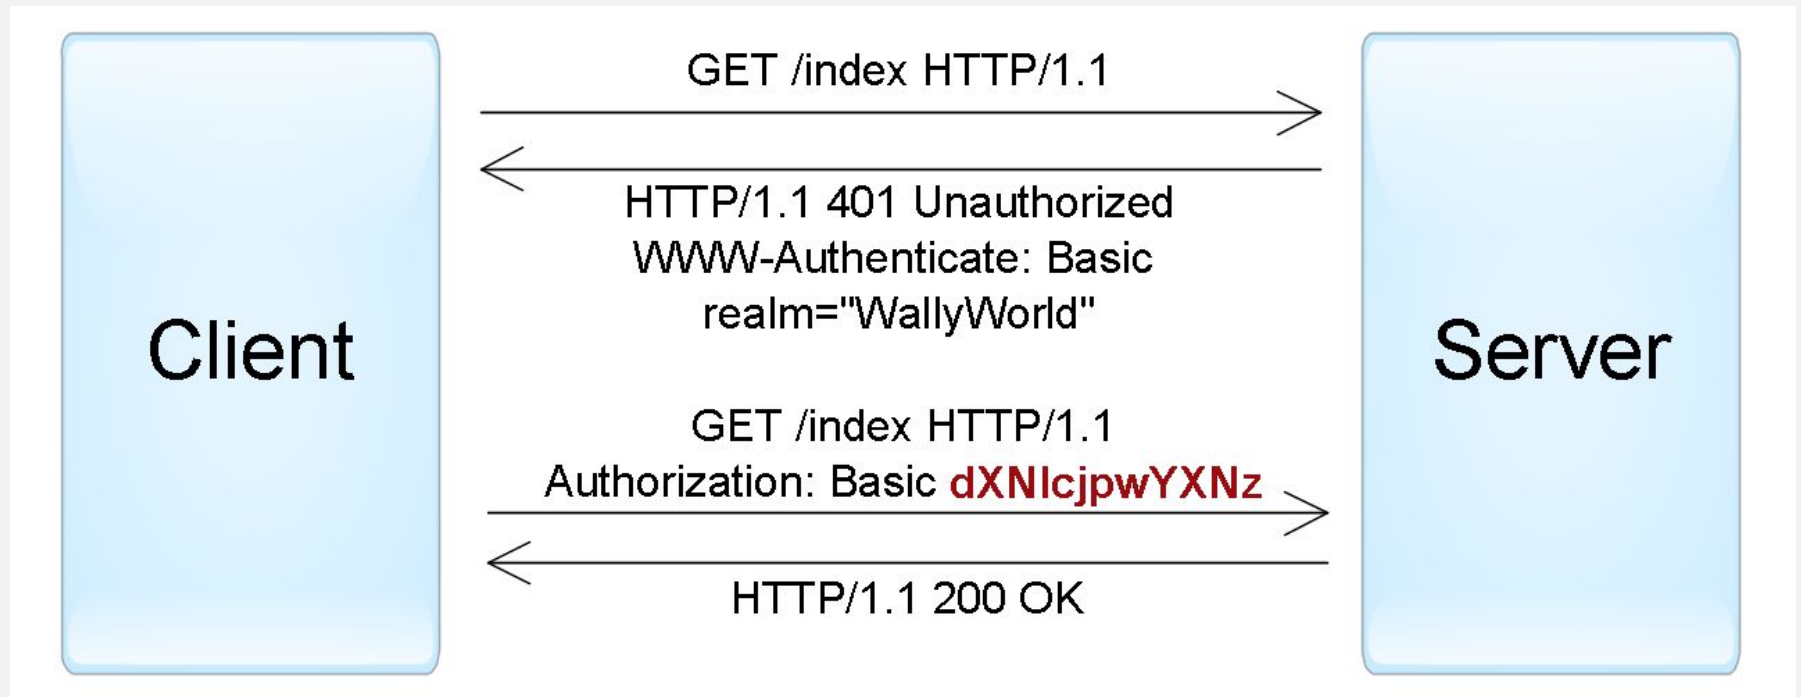 GET /index HTTP/1.1
HTTP/1.1 401 Unauthorized
WWW-Authenticate: Basic
realm="WallyWorld"
Client
Server
GET /index HTTP/1.1
Authorization: Basic dXNlcjpwYXNz
HTTP/1.1 200 OK